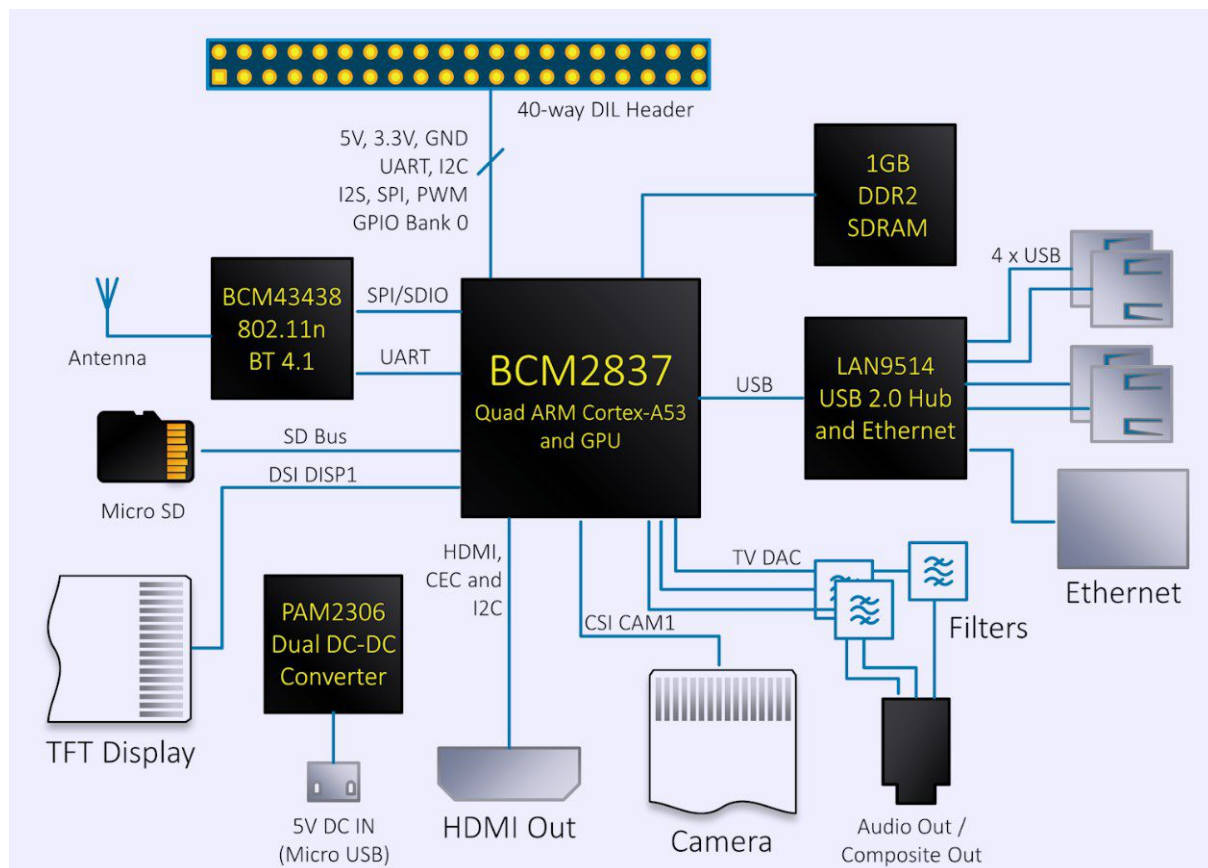 40-way DIL Header
5V, 3.3V, GND
UART, I2C
I2S, SPI, PWM
GPIO Bank 0
1GB
DDR2
SDRAM
4 x USB
BCM43438
802.11n
BT 4.1
SPI/SDIO
UART
Antenna
BCM2837
Quad ARM Cortex-A53
and GPU
USB
LAN9514
USB 2.0 Hub
and Ethernet
SD Bus
DSI DISP1
Micro SD
HDMI,
CEC and
I2C
TV DAC
CSI CAM1
Filters
Ethernet
PAM2306
Dual DC-DC
Converter
TFT Display
5V DC IN
(Micro USB)
HDMI Out
Camera
Audio Out /
Composite Out